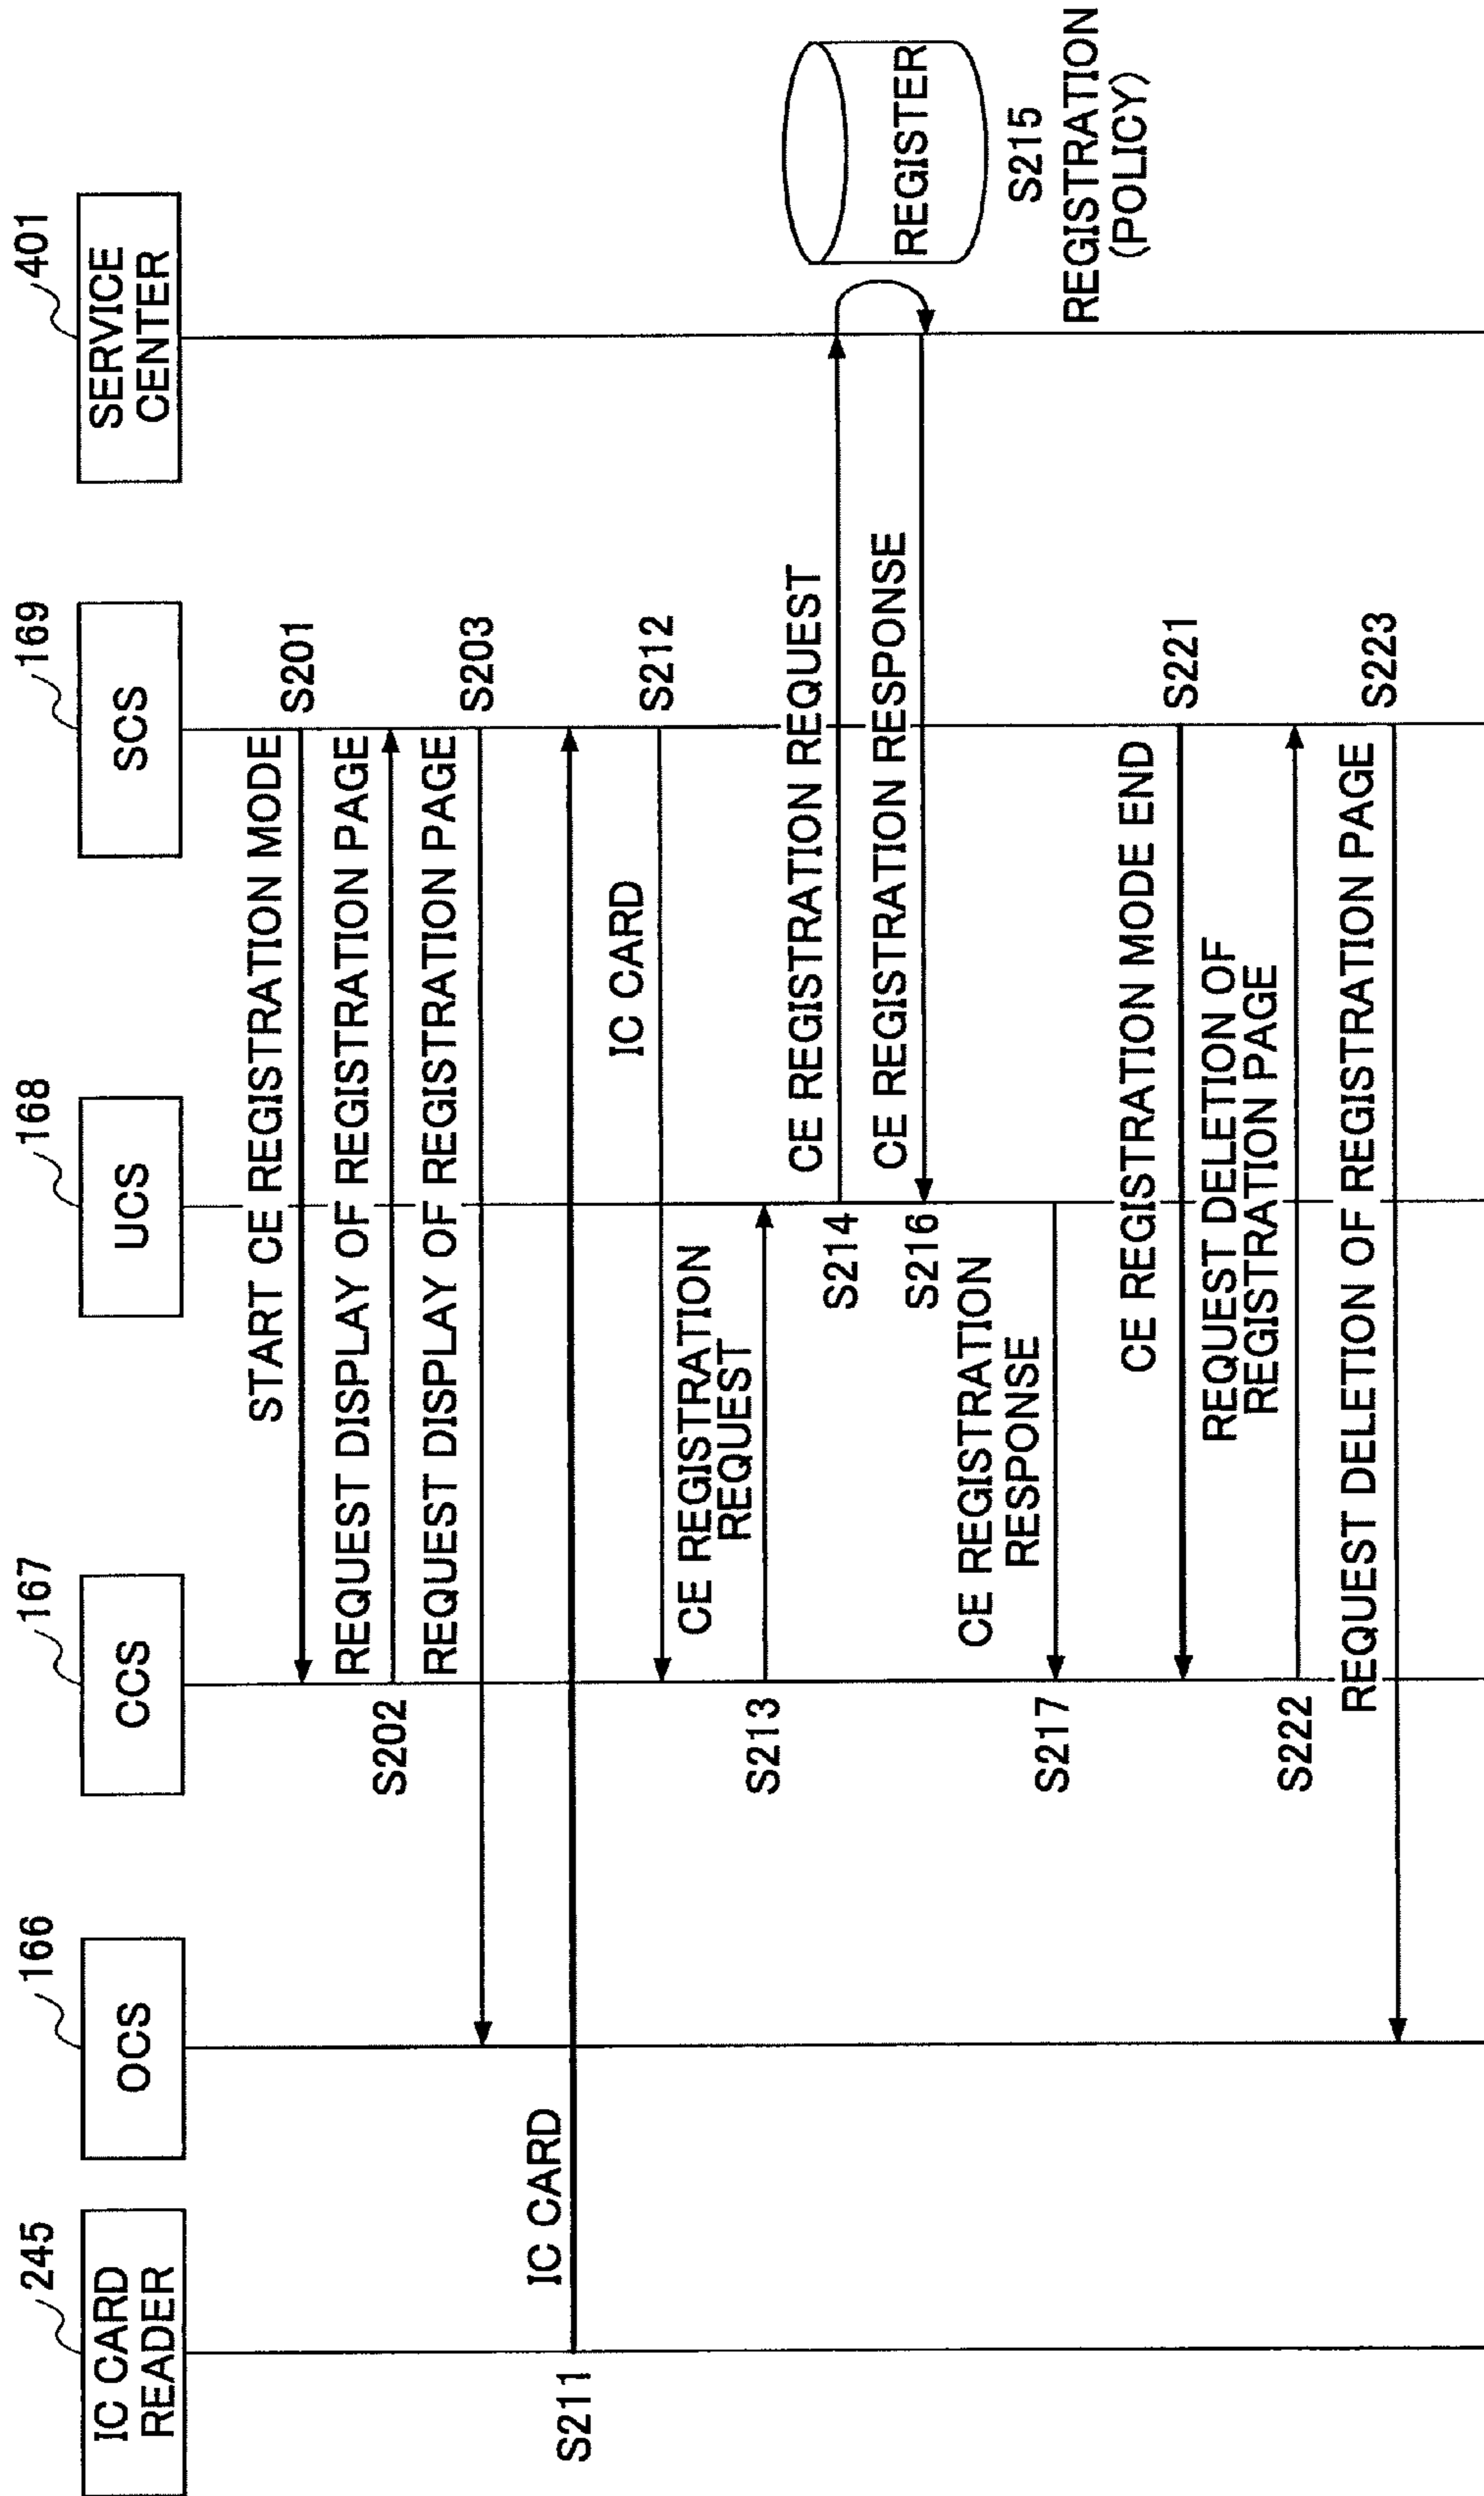 245
IC CARD
READER
166
OCS
167
CCS
168
UCS
169
SCS
401
SERVICE
CENTER
START CE REGISTRATION MODE
S201
REQUEST DISPLAY OF REGISTRATION PAGE
S202
REQUEST DISPLAY OF REGISTRATION PAGE
S203
IC CARD
S211
IC CARD
S212
CE REGISTRATION
REQUEST
S213
CE REGISTRATION REQUEST
S214
REGISTER
S215
REGISTRATION
(POLICY)
CE REGISTRATION RESPONSE
S216
CE REGISTRATION
RESPONSE
S217
CE REGISTRATION MODE END
S221
REQUEST DELETION OF
REGISTRATION PAGE
S222
REQUEST DELETION OF REGISTRATION PAGE
S223